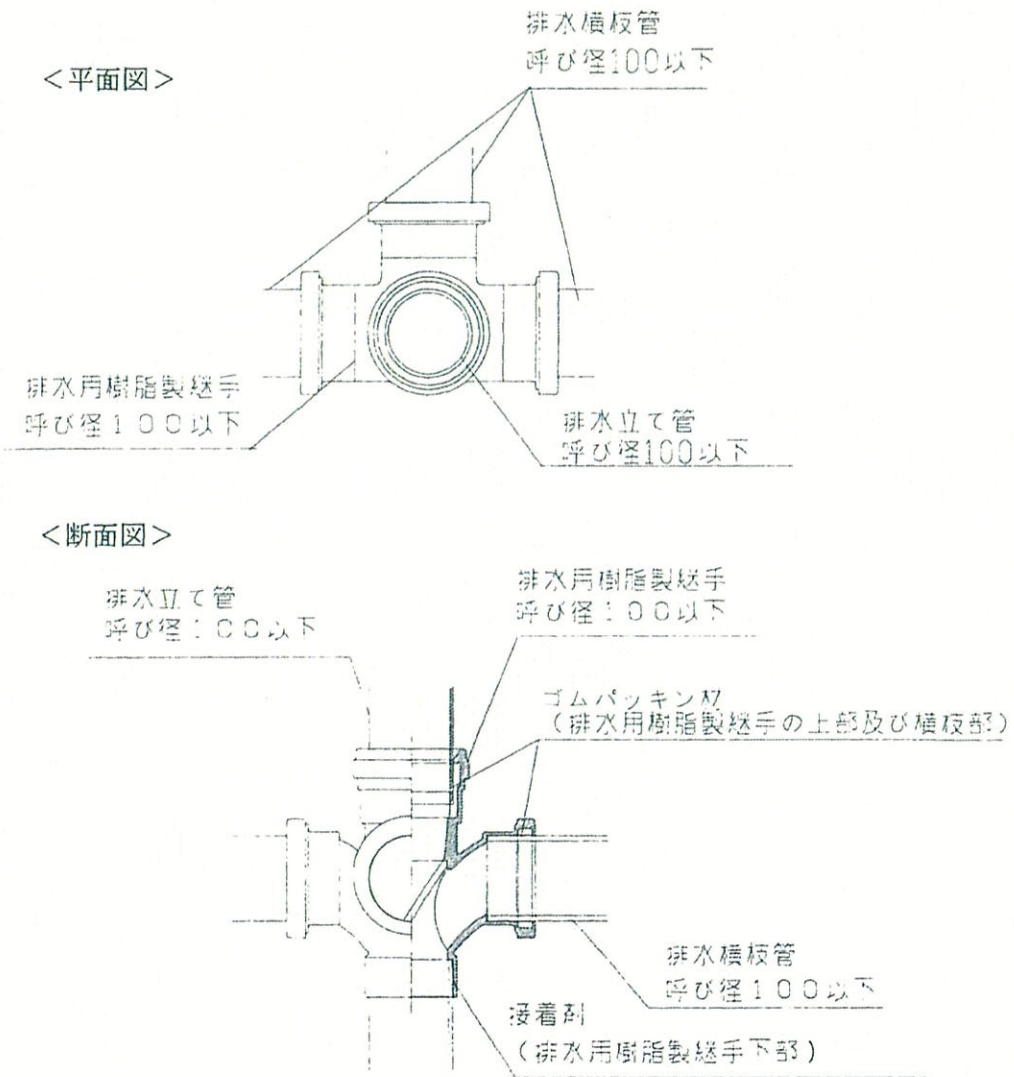 排水横枝管
呼び径100以下
＜平面図＞
排水用樹脂製継手
呼び径１００以下
排水立て管
呼び径100以下
＜断面図＞
排水用樹脂製継手
呼び径１００以下
排水立て管
呼び径１００以下
ゴムパッキン材
（排水用樹脂製継手の上部及び横枝部）
排水横枝管
呼び径１００以下
接着剤
（排水用樹脂製継手下部）